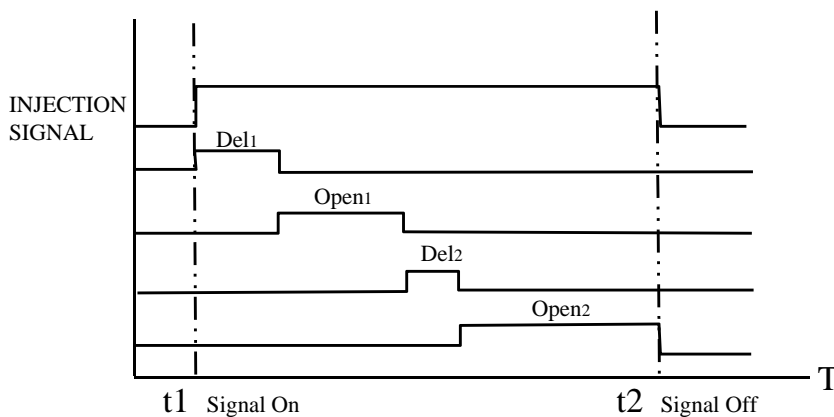 INJECTION
SIGNAL
Del1
Open1
Del2
Open2
T
t1 Signal On
t2 Signal Off